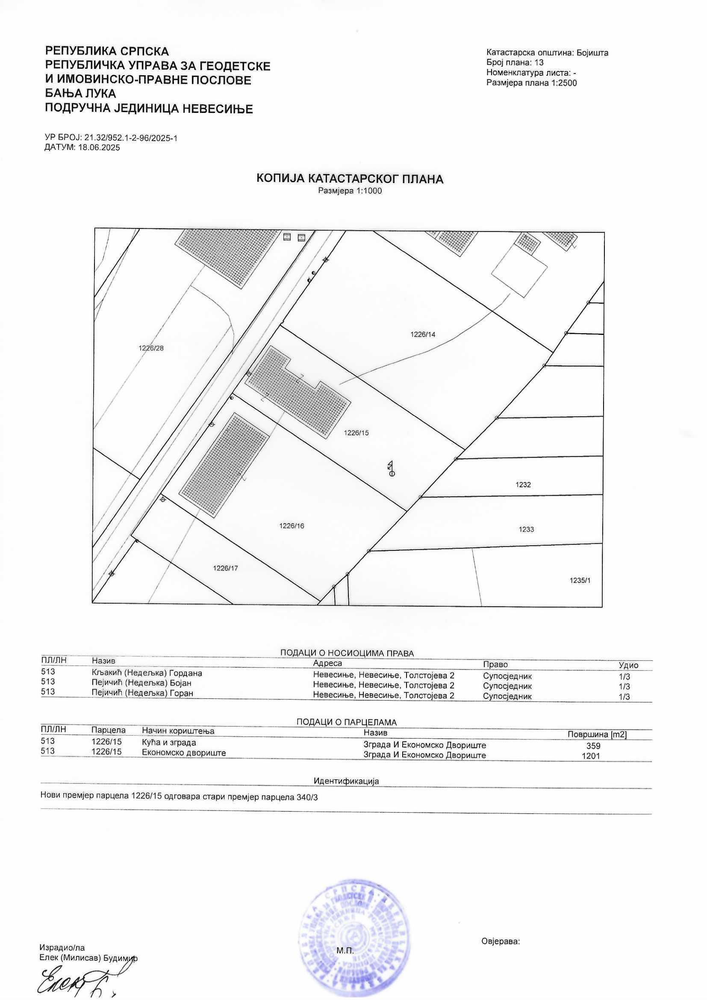 РЕПУБЛИКА СРПСКА
РЕПУБЛИЧКА УПРАВА ЗА ГЕОДЕТСКЕ
И ИМОВИНСКО-ПРАВНЕ ПОСЛОВЕ
БАЊА ЛУКА
ПОДРУЧНА ЈЕДИНИЦА НЕВЕСИЊЕ
Катастарска општина: Бојишта
Број плана: 13
Номенклатура листа: -
Размјера плана 1:2500
УР БРОЈ: 21.32/952.1-2-96/2025-1
ДАТУМ: 18.06.2025
КОПИЈА КАТАСТАРСКОГ ПЛАНА
Размјера 1:1000
1226/14
1226/28
1226/15
1232
1226/16
1233
1226/17
1235/1
ПОДАЦИ О НОСИОЦИМА ПРАВА
ПЛ/ЛН Назив Адреса Право Удио
513 Кљакић (Недељка) Гордана Невесиње, Невесиње, Толстојева 2 Супосједник 1/3
513 Пејичић (Недељка) Бојан Невесиње, Невесиње, Толстојева 2 Супосједник 1/3
513 Пејичић (Недељка) Горан Невесиње, Невесиње, Толстојева 2 Супосједник 1/3
ПОДАЦИ О ПАРЦЕЛАМА
ПЛ/ЛН Парцела Начин кориштења Назив Површина [m2]
513 1226/15 Кућа и зграда Зграда И Економско Двориште 359
513 1226/15 Економско двориште Зграда И Економско Двориште 1201
Идентификација
Нови премјер парцела 1226/15 одговара стари премјер парцела 340/3
Израдио/ла
Елек (Милисав) Будимир
М.П.
Овјерава: